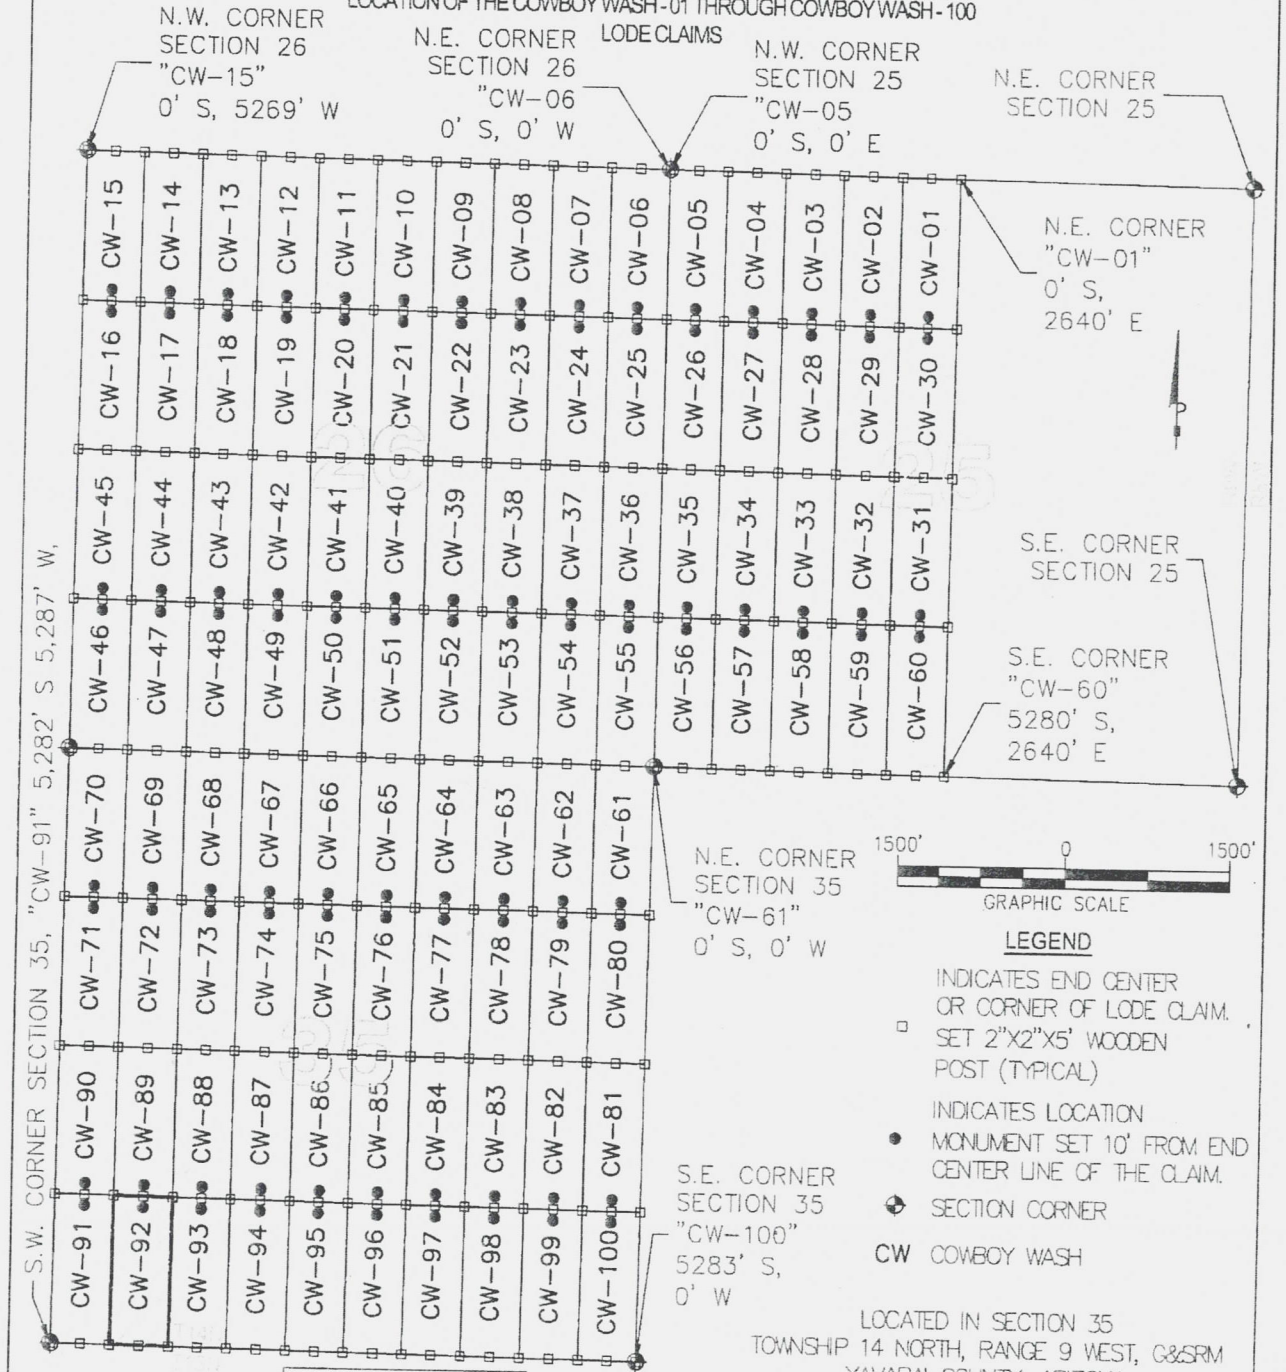 LOCATION OF THE COWBOY WASH - 01 THROUGH COWBOY WASH - 100
LODE CLAIMS
N.W. CORNER
SECTION 26
"CW-15"
0' S, 5269' W
N.E. CORNER
SECTION 26
"CW-06
0' S, 0' W
N.W. CORNER
SECTION 25
"CW-05
0' S, 0' E
N.E. CORNER
SECTION 25
CW-15 CW-14 CW-13 CW-12 CW-11 CW-10 CW-09 CW-08 CW-07 CW-06 CW-05 CW-04 CW-03 CW-02 CW-01
N.E. CORNER
"CW-01"
0' S,
2640' E
CW-16 CW-17 CW-18 CW-19 CW-20 CW-21 CW-22 CW-23 CW-24 CW-25 CW-26 CW-27 CW-28 CW-29 CW-30
26
25
CW-45 CW-44 CW-43 CW-42 CW-41 CW-40 CW-39 CW-38 CW-37 CW-36 CW-35 CW-34 CW-33 CW-32 CW-31
S.E. CORNER
SECTION 25
CW-46 CW-47 CW-48 CW-49 CW-50 CW-51 CW-52 CW-53 CW-54 CW-55 CW-56 CW-57 CW-58 CW-59 CW-60
S.E. CORNER
"CW-60"
5280' S,
2640' E
CW-70 CW-69 CW-68 CW-67 CW-66 CW-65 CW-64 CW-63 CW-62 CW-61
N.E. CORNER
SECTION 35
"CW-61"
0' S, 0' W
CW-71 CW-72 CW-73 CW-74 CW-75 CW-76 CW-77 CW-78 CW-79 CW-80
35
CW-90 CW-89 CW-88 CW-87 CW-86 CW-85 CW-84 CW-83 CW-82 CW-81
CW-91 CW-92 CW-93 CW-94 CW-95 CW-96 CW-97 CW-98 CW-99 CW-100
S.E. CORNER
SECTION 35
"CW-100"
5283' S,
0' W
S.W. CORNER SECTION 35, "CW-91" 5,282' S 5,287' W,
1500' 0 1500'
GRAPHIC SCALE
LEGEND
INDICATES END CENTER
OR CORNER OF LODE CLAIM.
SET 2"X2"X5' WOODEN
POST (TYPICAL)
INDICATES LOCATION
MONUMENT SET 10' FROM END
CENTER LINE OF THE CLAIM.
SECTION CORNER
CW COWBOY WASH
LOCATED IN SECTION 35
TOWNSHIP 14 NORTH, RANGE 9 WEST, G&SRM
YAVAPAI COUNTY, ARIZONA